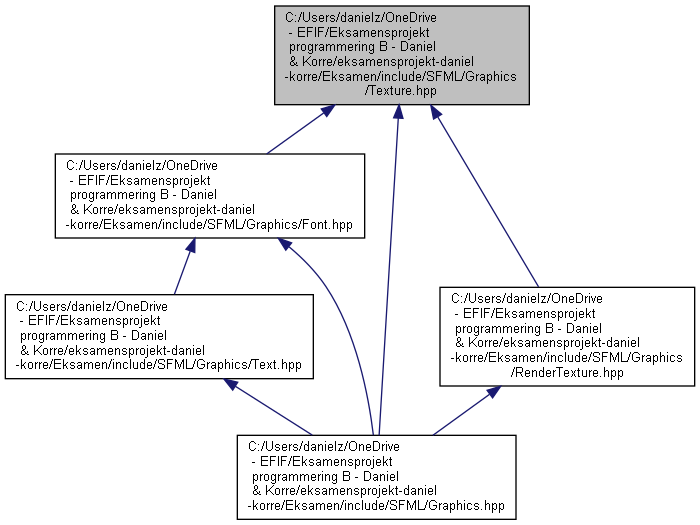 C:/Users/danielz/OneDrive
- EFIF/Eksamensprojekt
programmering B - Daniel
& Korre/eksamensprojekt-daniel
-korre/Eksamen/include/SFML/Graphics
/Texture.hpp
C:/Users/danielz/OneDrive
- EFIF/Eksamensprojekt
programmering B - Daniel
& Korre/eksamensprojekt-daniel
-korre/Eksamen/include/SFML/Graphics/Font.hpp
C:/Users/danielz/OneDrive
- EFIF/Eksamensprojekt
programmering B - Daniel
& Korre/eksamensprojekt-daniel
-korre/Eksamen/include/SFML/Graphics/Text.hpp
C:/Users/danielz/OneDrive
- EFIF/Eksamensprojekt
programmering B - Daniel
& Korre/eksamensprojekt-daniel
-korre/Eksamen/include/SFML/Graphics
/RenderTexture.hpp
C:/Users/danielz/OneDrive
- EFIF/Eksamensprojekt
programmering B - Daniel
& Korre/eksamensprojekt-daniel
-korre/Eksamen/include/SFML/Graphics.hpp